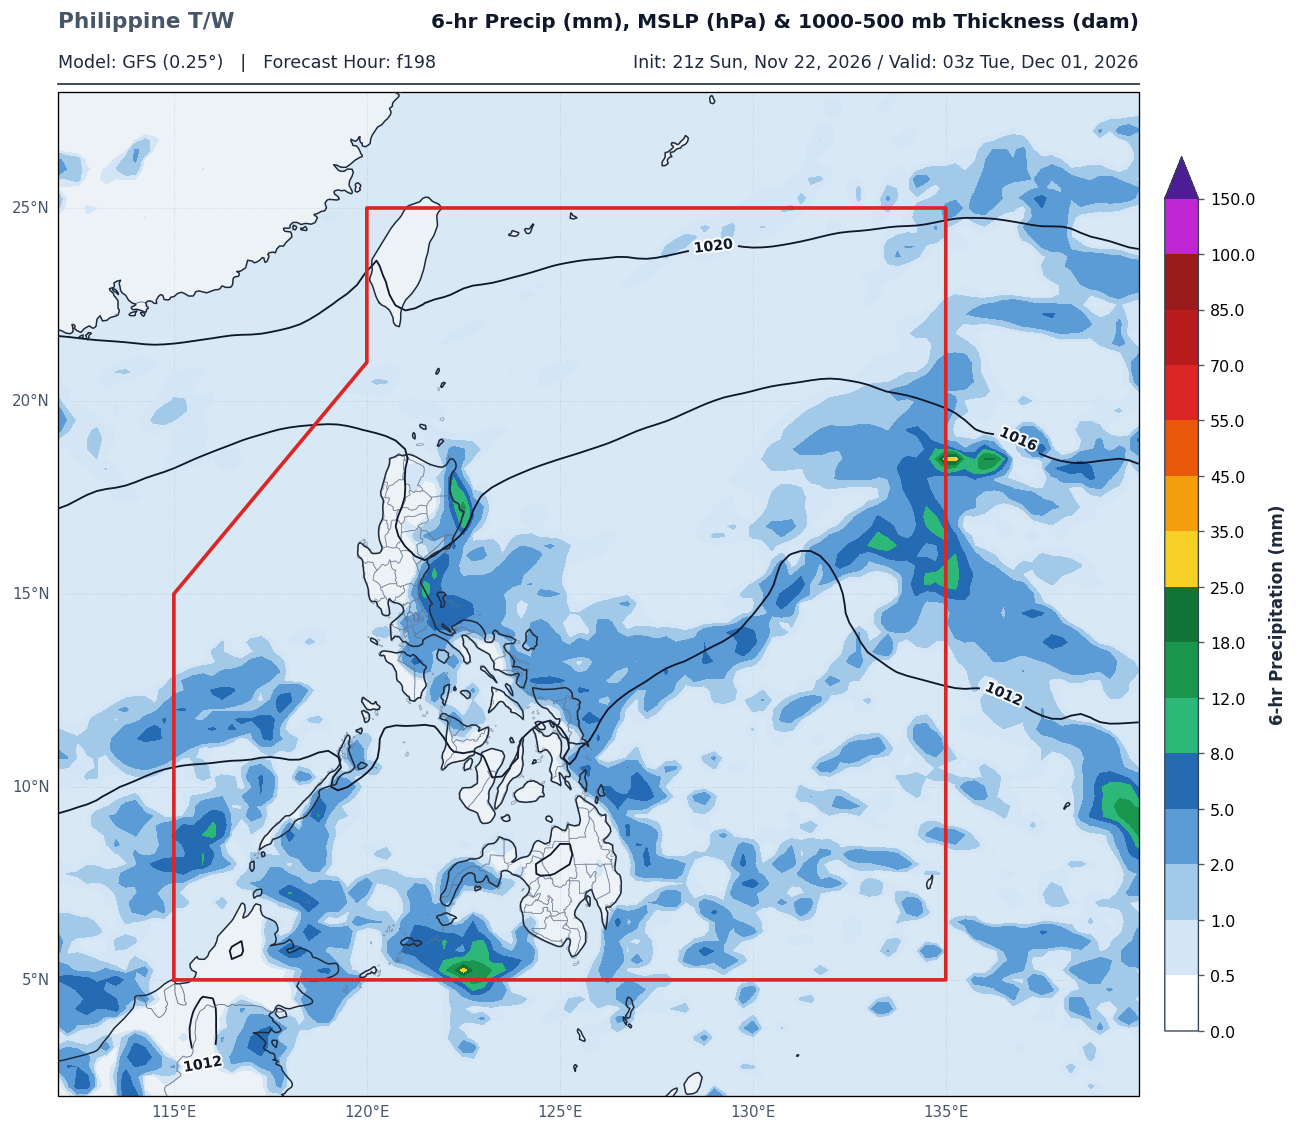 Philippine T/W
6-hr Precip (mm), MSLP (hPa) & 1000-500 mb Thickness (dam)
Model: GFS (0.25°) | Forecast Hour: f198
Init: 21z Sun, Nov 22, 2026 / Valid: 03z Tue, Dec 01, 2026
25°N
20°N
15°N
10°N
5°N
115°E
120°E
125°E
130°E
135°E
1020
1016
1012
1012
150.0
100.0
85.0
70.0
55.0
45.0
35.0
25.0
18.0
12.0
8.0
5.0
2.0
1.0
0.5
0.0
6-hr Precipitation (mm)